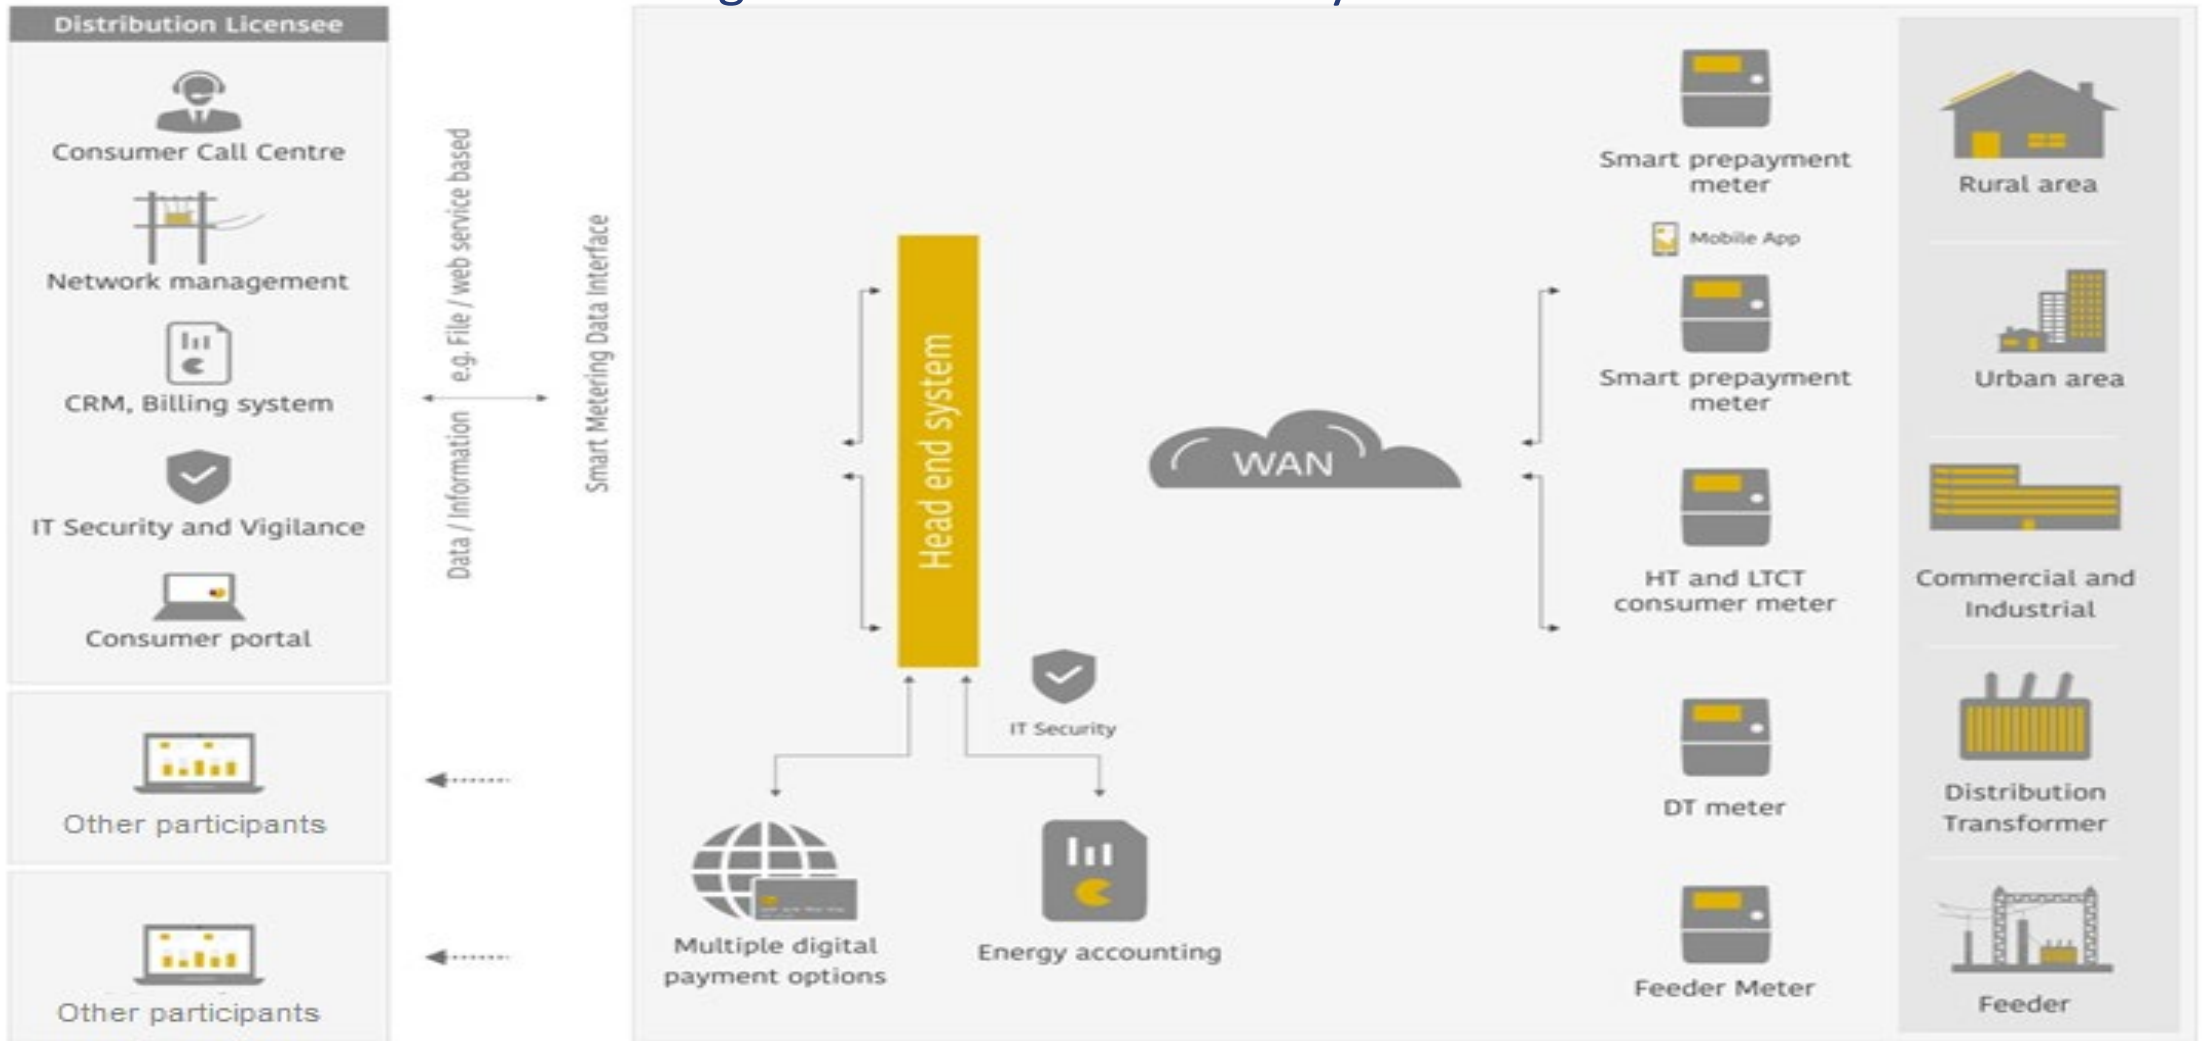 Distribution Licensee
Consumer Call Centre
Network management
CRM, Billing system
IT Security and Vigilance
Consumer portal
Other participants
Other participants
Data / Information e.g. File / web service based
Smart Metering Data Interface
Head end system
IT Security
Multiple digital
payment options
Energy accounting
WAN
Smart prepayment
meter
Mobile App
Smart prepayment
meter
HT and LTCT
consumer meter
DT meter
Feeder Meter
Rural area
Urban area
Commercial and
Industrial
Distribution
Transformer
Feeder